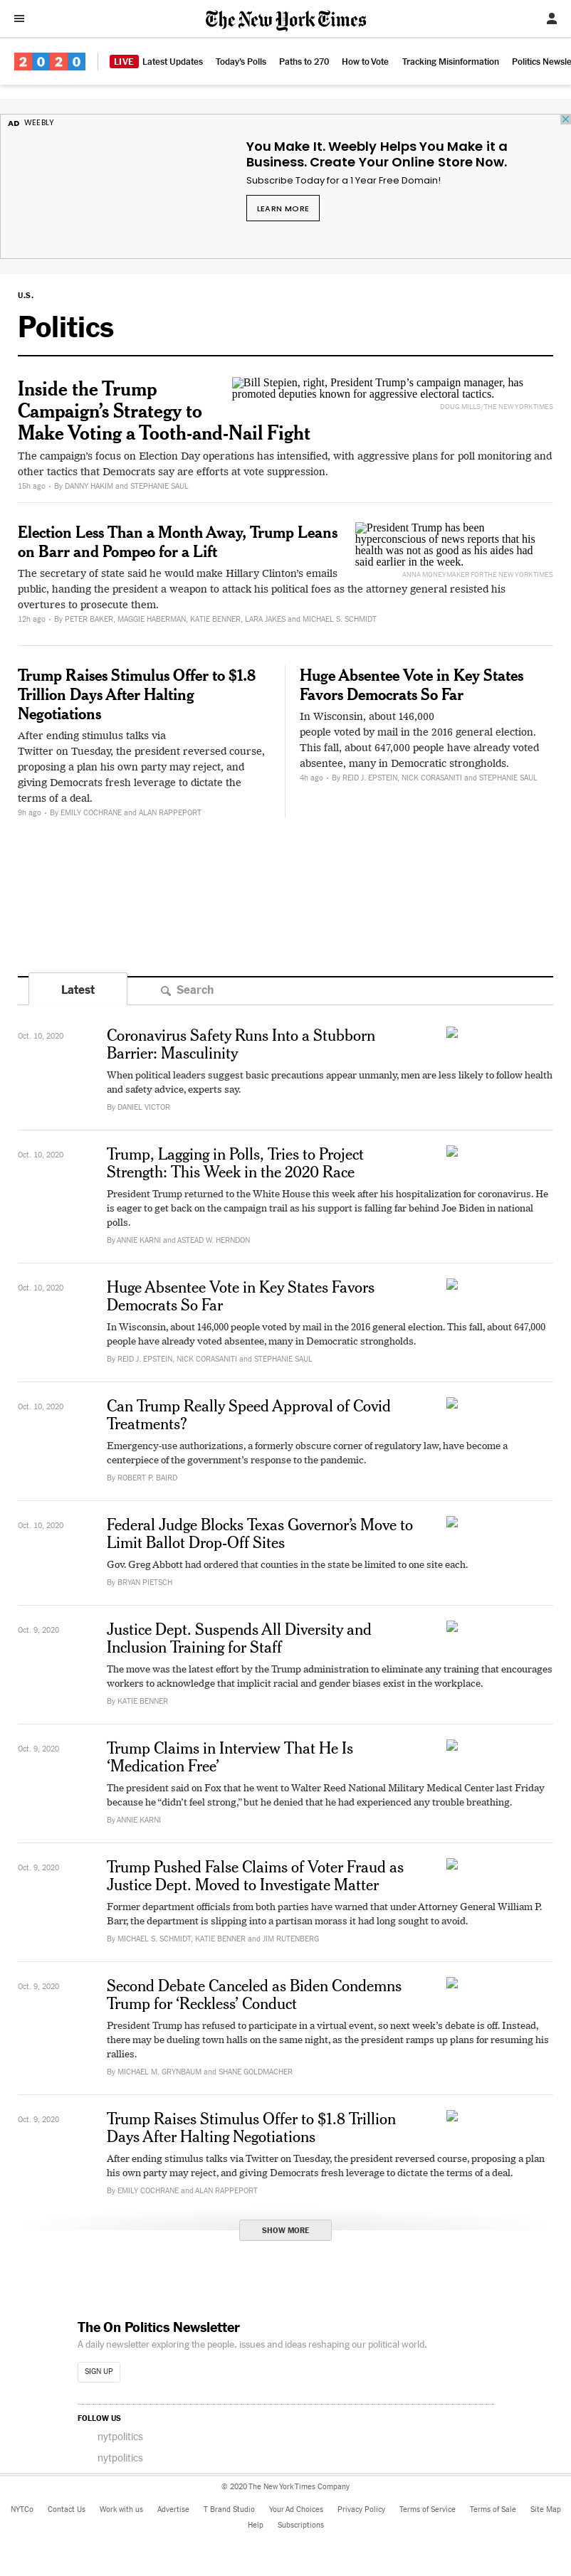 The New York Times
2020
LIVE Latest Updates Today's Polls Paths to 270 How to Vote Tracking Misinformation Politics Newsle
AD WEEBLY
You Make It. Weebly Helps You Make it a
Business. Create Your Online Store Now.
Subscribe Today for a 1 Year Free Domain!
LEARN MORE
U.S.
Politics
Inside the Trump
Campaign's Strategy to
Make Voting a Tooth-and-Nail Fight
Bill Stepien, right, President Trump's campaign manager, has
promoted deputies known for aggressive electoral tactics.
DOUG MILLS/THE NEW YORK TIMES
The campaign's focus on Election Day operations has intensified, with aggressive plans for poll monitoring and
other tactics that Democrats say are efforts at vote suppression.
15h ago • By DANNY HAKIM and STEPHANIE SAUL
Election Less Than a Month Away, Trump Leans
on Barr and Pompeo for a Lift
President Trump has been
hyperconscious of news reports that his
health was not as good as his aides had
said earlier in the week.
ANNA MONEYMAKER FOR THE NEW YORK TIMES
The secretary of state said he would make Hillary Clinton's emails
public, handing the president a weapon to attack his political foes as the attorney general resisted his
overtures to prosecute them.
12h ago • By PETER BAKER, MAGGIE HABERMAN, KATIE BENNER, LARA JAKES and MICHAEL S. SCHMIDT
Trump Raises Stimulus Offer to $1.8
Trillion Days After Halting
Negotiations
After ending stimulus talks via
Twitter on Tuesday, the president reversed course,
proposing a plan his own party may reject, and
giving Democrats fresh leverage to dictate the
terms of a deal.
9h ago • By EMILY COCHRANE and ALAN RAPPEPORT
Huge Absentee Vote in Key States
Favors Democrats So Far
In Wisconsin, about 146,000
people voted by mail in the 2016 general election.
This fall, about 647,000 people have already voted
absentee, many in Democratic strongholds.
4h ago • By REID J. EPSTEIN, NICK CORASANITI and STEPHANIE SAUL
Latest Search
Oct. 10, 2020
Coronavirus Safety Runs Into a Stubborn
Barrier: Masculinity
When political leaders suggest basic precautions appear unmanly, men are less likely to follow health
and safety advice, experts say.
By DANIEL VICTOR
Oct. 10, 2020
Trump, Lagging in Polls, Tries to Project
Strength: This Week in the 2020 Race
President Trump returned to the White House this week after his hospitalization for coronavirus. He
is eager to get back on the campaign trail as his support is falling far behind Joe Biden in national
polls.
By ANNIE KARNI and ASTEAD W. HERNDON
Oct. 10, 2020
Huge Absentee Vote in Key States Favors
Democrats So Far
In Wisconsin, about 146,000 people voted by mail in the 2016 general election. This fall, about 647,000
people have already voted absentee, many in Democratic strongholds.
By REID J. EPSTEIN, NICK CORASANITI and STEPHANIE SAUL
Oct. 10, 2020
Can Trump Really Speed Approval of Covid
Treatments?
Emergency-use authorizations, a formerly obscure corner of regulatory law, have become a
centerpiece of the government's response to the pandemic.
By ROBERT P. BAIRD
Oct. 10, 2020
Federal Judge Blocks Texas Governor's Move to
Limit Ballot Drop-Off Sites
Gov. Greg Abbott had ordered that counties in the state be limited to one site each.
By BRYAN PIETSCH
Oct. 9, 2020
Justice Dept. Suspends All Diversity and
Inclusion Training for Staff
The move was the latest effort by the Trump administration to eliminate any training that encourages
workers to acknowledge that implicit racial and gender biases exist in the workplace.
By KATIE BENNER
Oct. 9, 2020
Trump Claims in Interview That He Is
‘Medication Free’
The president said on Fox that he went to Walter Reed National Military Medical Center last Friday
because he “didn't feel strong,” but he denied that he had experienced any trouble breathing.
By ANNIE KARNI
Oct. 9, 2020
Trump Pushed False Claims of Voter Fraud as
Justice Dept. Moved to Investigate Matter
Former department officials from both parties have warned that under Attorney General William P.
Barr, the department is slipping into a partisan morass it had long sought to avoid.
By MICHAEL S. SCHMIDT, KATIE BENNER and JIM RUTENBERG
Oct. 9, 2020
Second Debate Canceled as Biden Condemns
Trump for ‘Reckless’ Conduct
President Trump has refused to participate in a virtual event, so next week's debate is off. Instead,
there may be dueling town halls on the same night, as the president ramps up plans for resuming his
rallies.
By MICHAEL M. GRYNBAUM and SHANE GOLDMACHER
Oct. 9, 2020
Trump Raises Stimulus Offer to $1.8 Trillion
Days After Halting Negotiations
After ending stimulus talks via Twitter on Tuesday, the president reversed course, proposing a plan
his own party may reject, and giving Democrats fresh leverage to dictate the terms of a deal.
By EMILY COCHRANE and ALAN RAPPEPORT
SHOW MORE
The On Politics Newsletter
A daily newsletter exploring the people, issues and ideas reshaping our political world.
SIGN UP
FOLLOW US
nytpolitics
nytpolitics
© 2020 The New York Times Company
NYTCo Contact Us Work with us Advertise T Brand Studio Your Ad Choices Privacy Policy Terms of Service Terms of Sale Site Map
Help Subscriptions